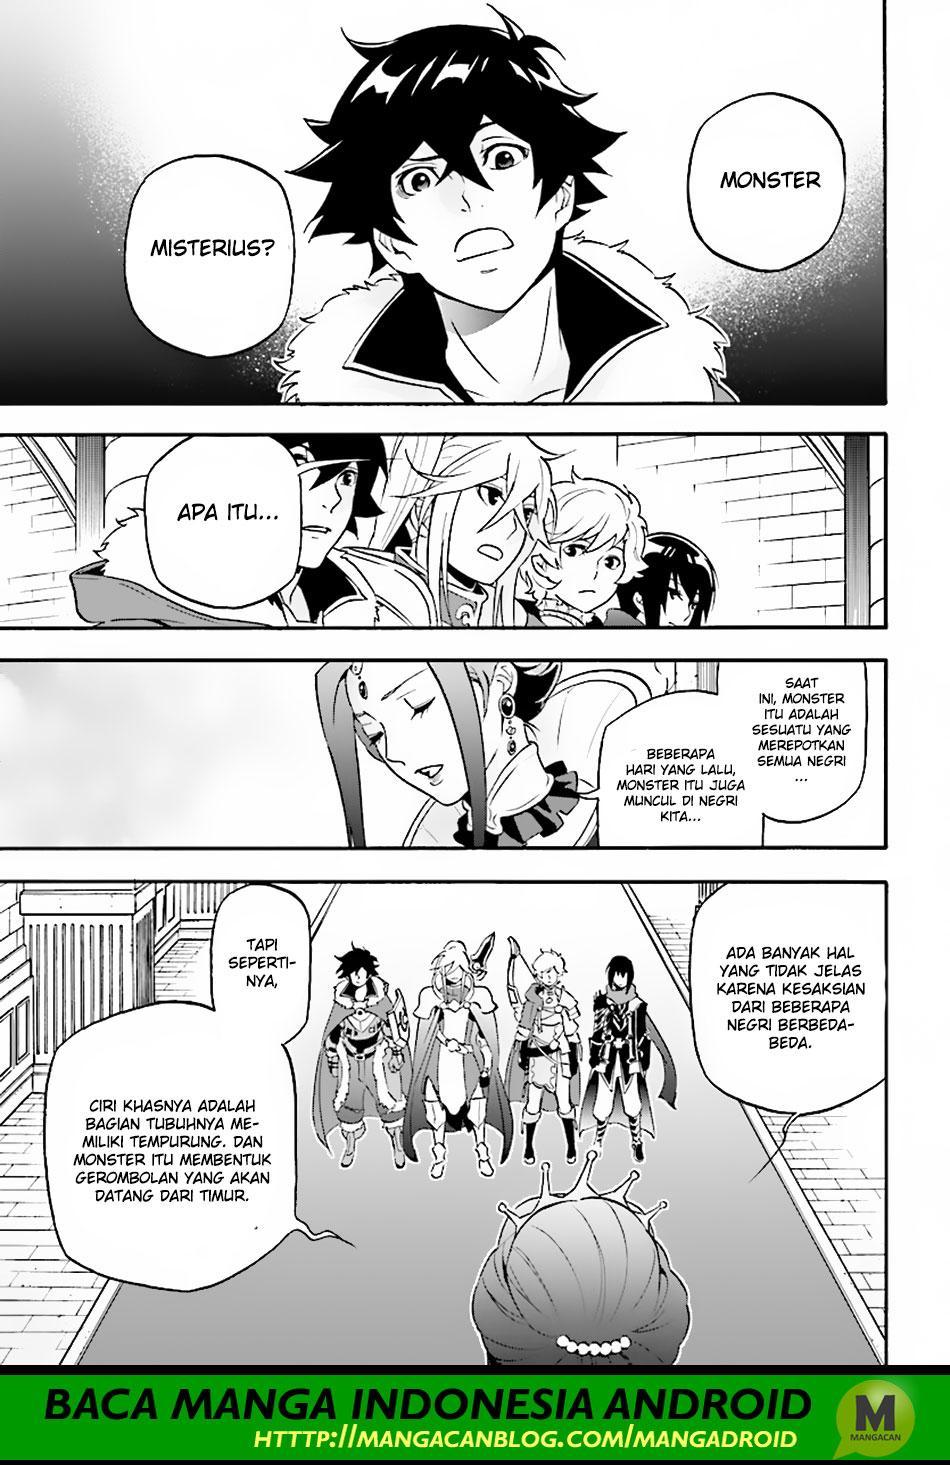 MONSTER
MISTERIUS?
APA ITU...
SAAT
INI, MONSTER
ITU ADALAH
SESUATU YANG
MEREPOTKAN
SEMUA NEGRI
...
BEBERAPA
HARI YANG LALU,
MONSTER ITU JUGA
MUNCUL DI NEGRI
KITA...
ADA BANYAK HAL
YANG TIDAK JELAS
KARENA KESAKSIAN
DARI BEBERAPA
NEGRI BERBEDA-
BEDA.
TAPI
SEPERTI-
NYA,
CIRI KHASNYA ADALAH
BAGIAN TUBUHNYA ME-
MILIKI TEMPURUNG. DAN
MONSTER ITU MEMBENTUK
GEROMBOLAN YANG AKAN
DATANG DARI TIMUR.
BACA MANGA INDONESIA ANDROID
HTTTP://MANGACANBLOG.COM/MANGADROID
M
MANGACAN